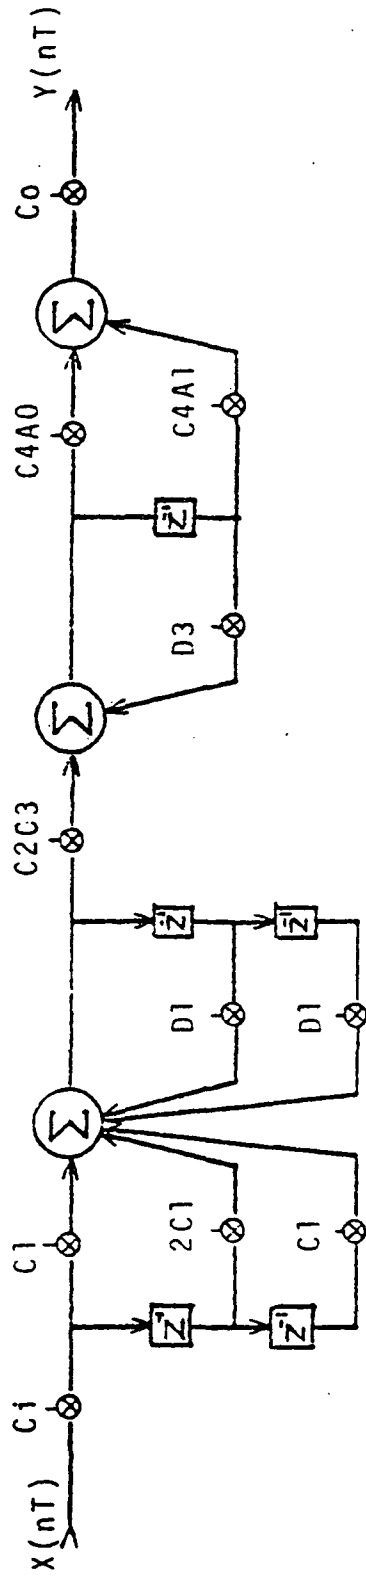 X(nT)
Ci
C1
2C1
C1
Σ
D1
D1
z⁻¹
z⁻¹
z⁻¹
z⁻¹
C2C3
Σ
D3
z⁻¹
C4A0
C4A1
Σ
Co
Y(nT)